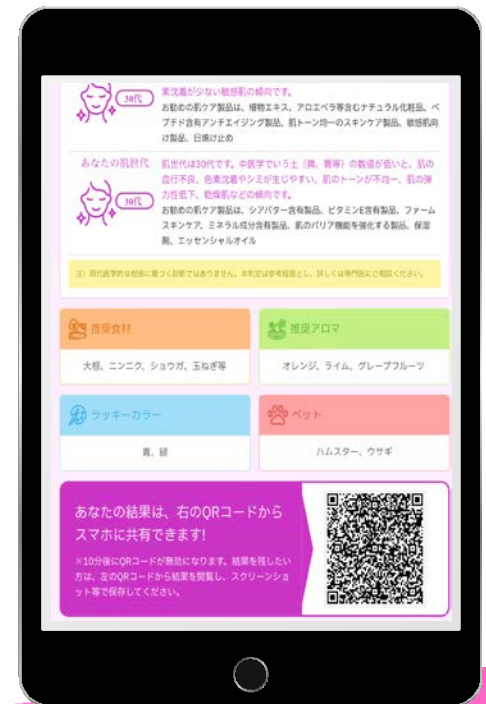 素沈着が少ない敏感肌の傾向です。
30代
お勧めの肌ケア製品は、植物エキス、アロエベラ等含むナチュラル化粧品、ペ
プチド含有アンチエイジング製品、肌トーン均一のスキンケア製品、敏感肌向
け製品、日焼け止め
あなたの肌世代
肌世代は30代です。中医学でいう土（脾、胃等）の数値が低いと、肌の
血行不良、色素沈着やシミが生じやすい、肌のトーンが不均一、肌の弾
30代
力性低下、乾燥肌などの傾向です。
お勧めの肌ケア製品は、シアバター含有製品、ビタミンE含有製品、ファーム
スキンケア、ミネラル成分含有製品、肌のバリア機能を強化する製品、保湿
剤、エッセンシャルオイル
注）現代医学的な根拠に基づく診断ではありません。本判定は参考程度とし、詳しくは専門医にご相談ください。
推奨食材
推奨アロマ
大根、ニンニク、ショウガ、玉ねぎ等
オレンジ、ライム、グレープフルーツ
ラッキーカラー
ペット
青、緑
ハムスター、ウサギ
あなたの結果は、右のQRコードから
スマホに共有できます!
※10分後にQRコードが無効になります。結果を残したい
方は、左のQRコードから結果を閲覧し、スクリーンショ
ット等で保存してください。